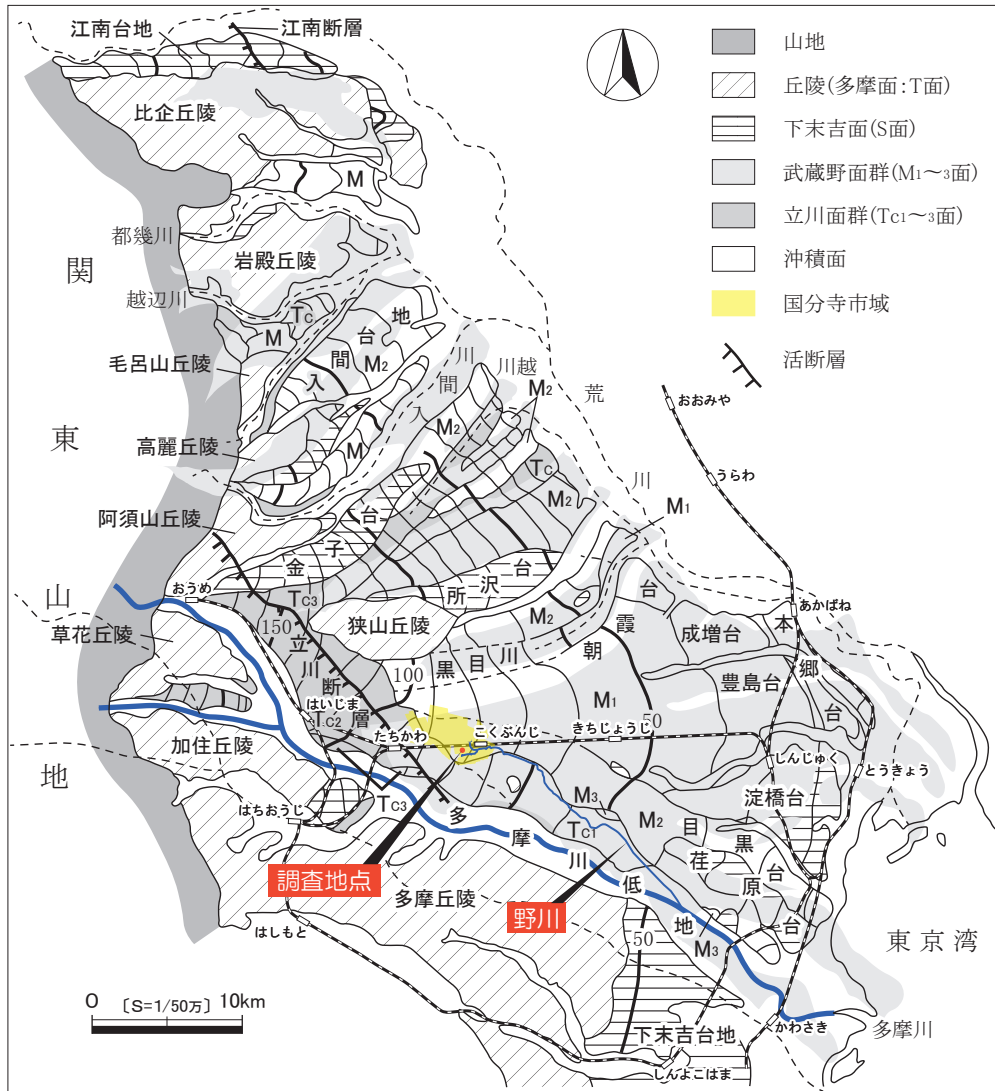 江南台地
江南断層
比企丘陵
M
都幾川
岩殿丘陵
越辺川
TC
M
毛呂山丘陵
入間台地
M2
高麗丘陵
M
入間川
川越
M2
M2
荒川
TC
M2
M1
阿須山丘陵
金子台
所沢台
おうめ
TC3
150
狭山丘陵
M2
関東山地
草花丘陵
立川断層
100
黒目川
朝霞台
成増台
本郷台
豊島台
M1
50
はいじま
TC2
たちかわ
こくぶんじ
きちじょうじ
しんじゅく
とうきょう
あかばね
うらわ
おおみや
加住丘陵
TC3
はちおうじ
M3
TC1
M2
淀橋台
目黒台
荏原台
多摩川低地
調査地点
多摩丘陵
野川
はしもと
50
M3
東京湾
下末吉台地
かわさき
多摩川
しんよこはま
0 〔S=1/50万〕 10km
山地
丘陵(多摩面:T面)
下末吉面(S面)
武蔵野面群(M1〜3面)
立川面群(TC1〜3面)
沖積面
国分寺市域
活断層